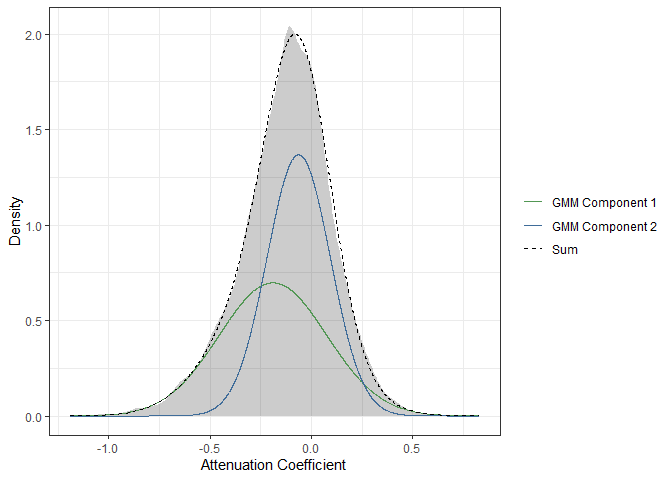 2.0
1.5
1.0
0.5
0.0
Density
-1.0
-0.5
0.0
0.5
Attenuation Coefficient
GMM Component 1
GMM Component 2
Sum